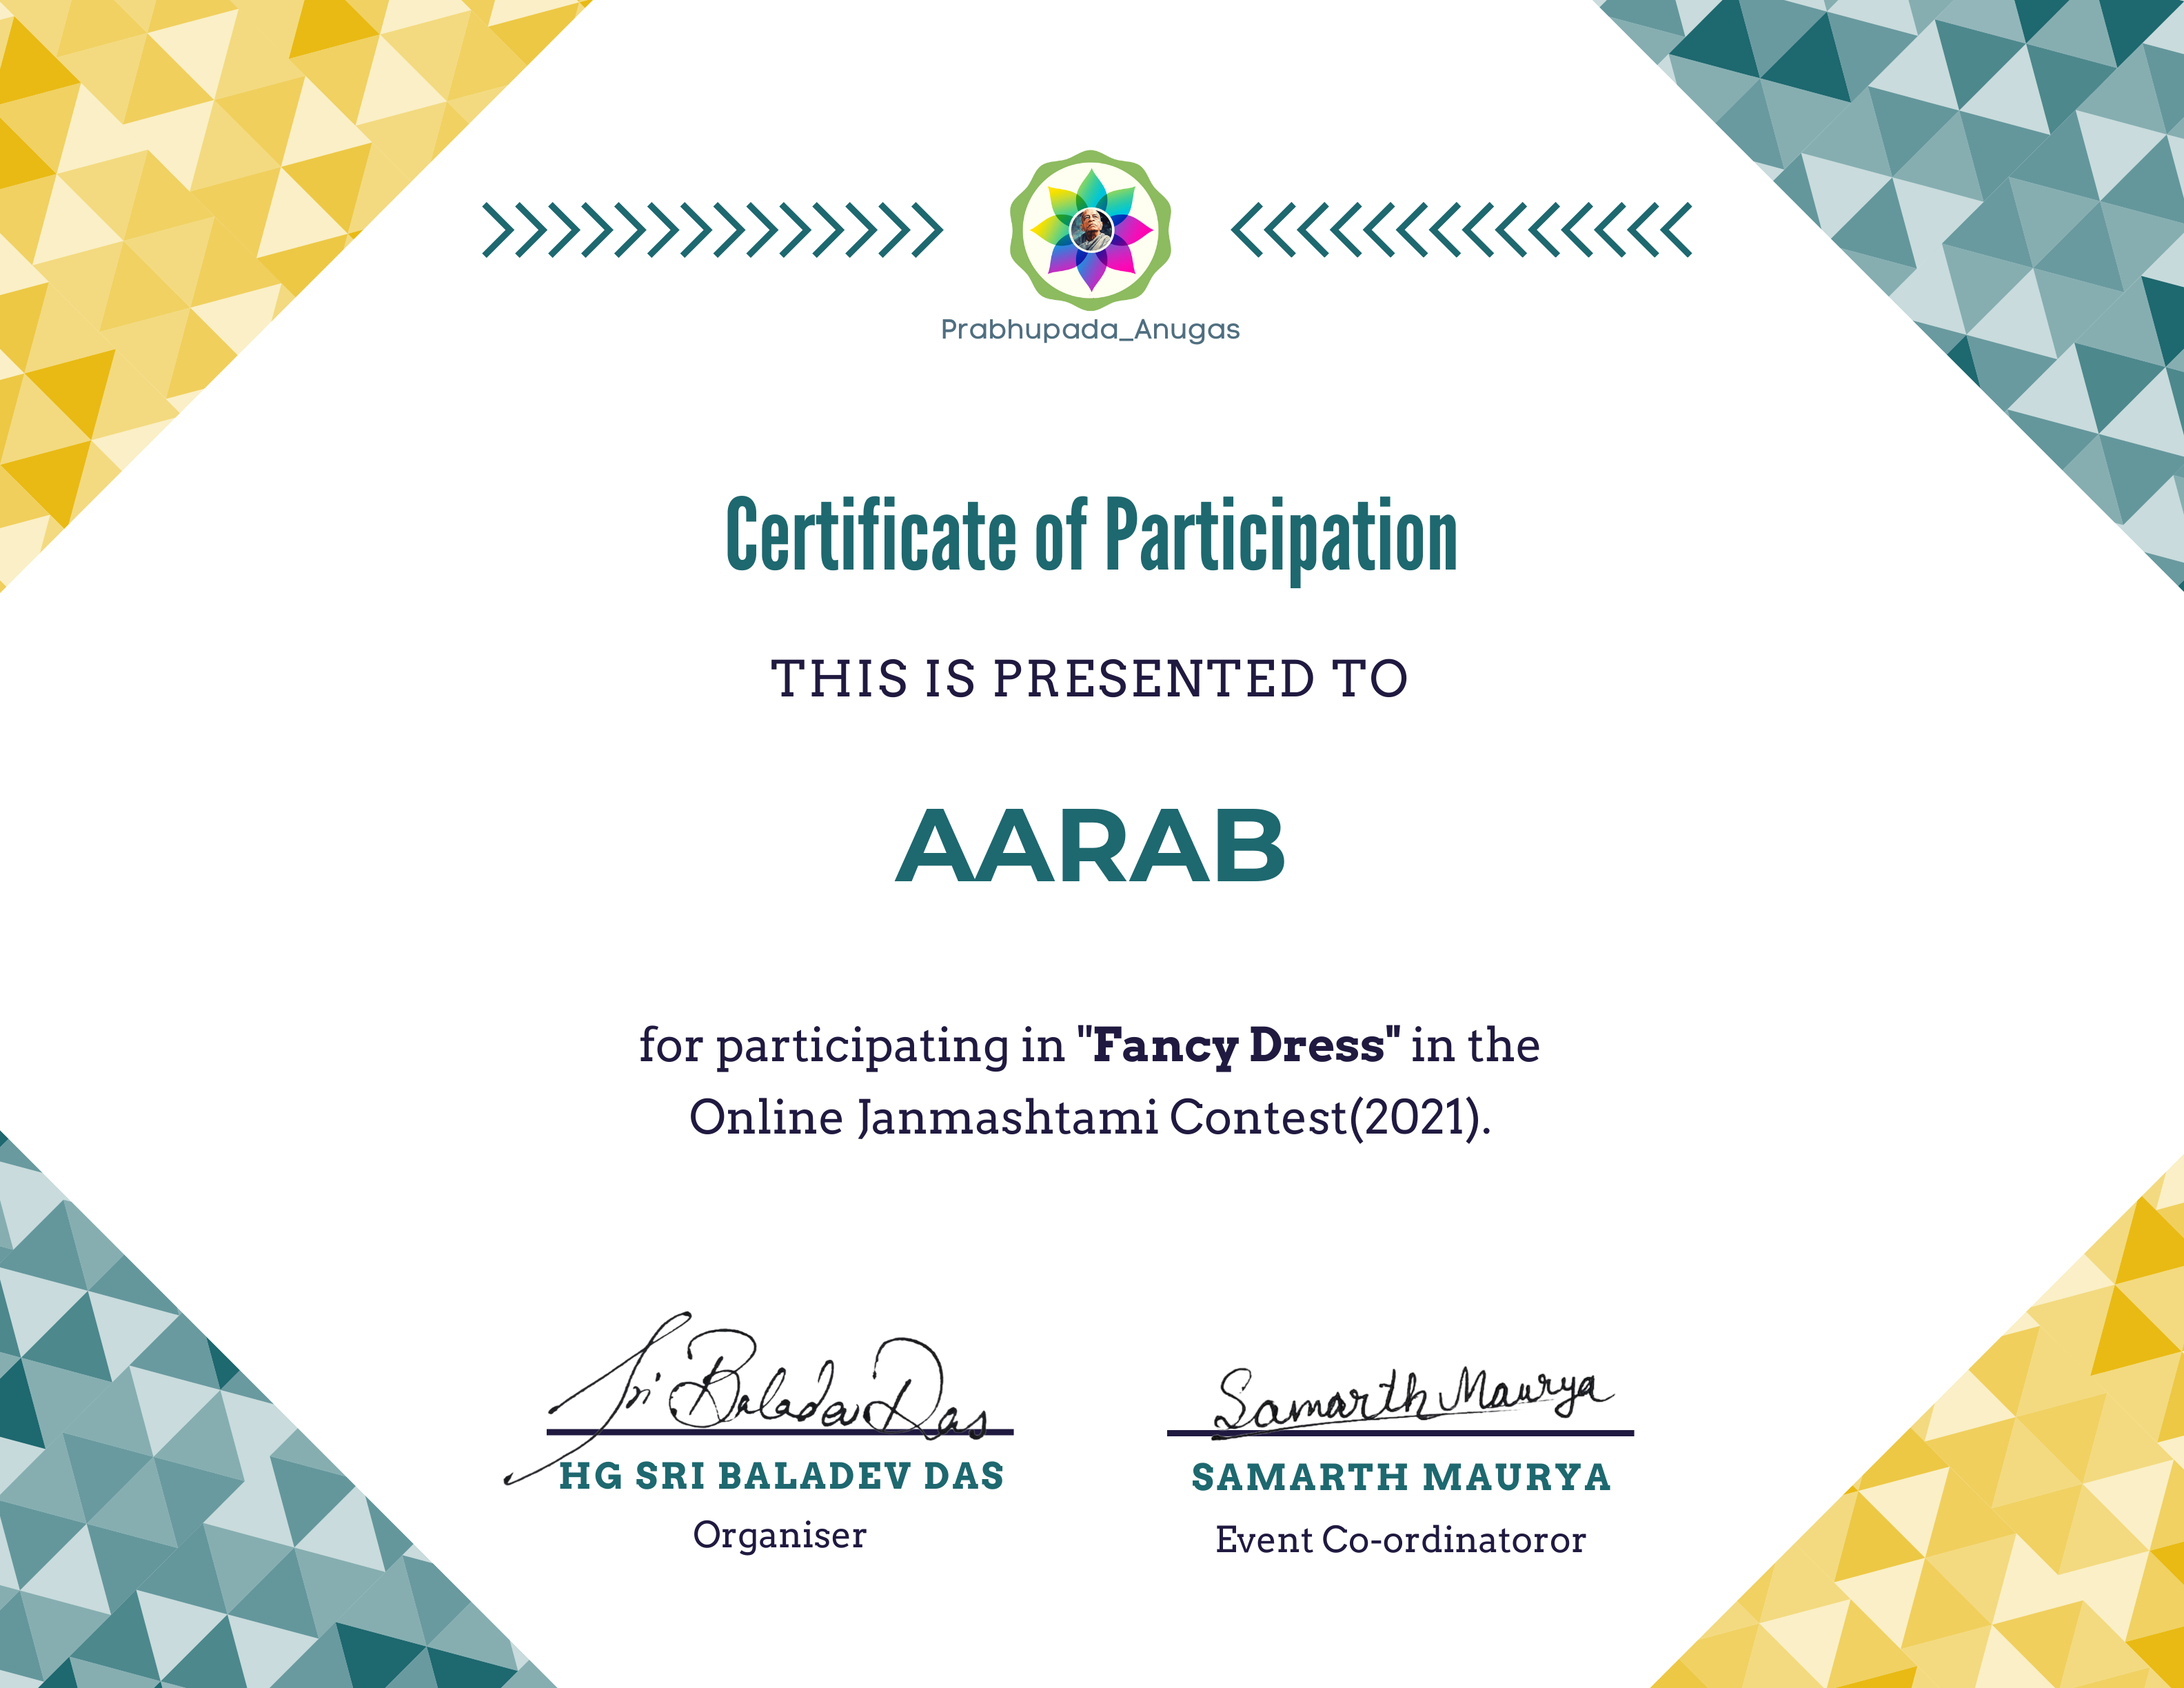 Prabhupada_Anugas
Certificate of Participation
THIS IS PRESENTED TO
AARAB
for participating in "Fancy Dress" in the
Online Janmashtami Contest(2021).
Sri Baladev Das
Samarth Maurya
HG SRI BALADEV DAS
SAMARTH MAURYA
Organiser
Event Co-ordinatoror